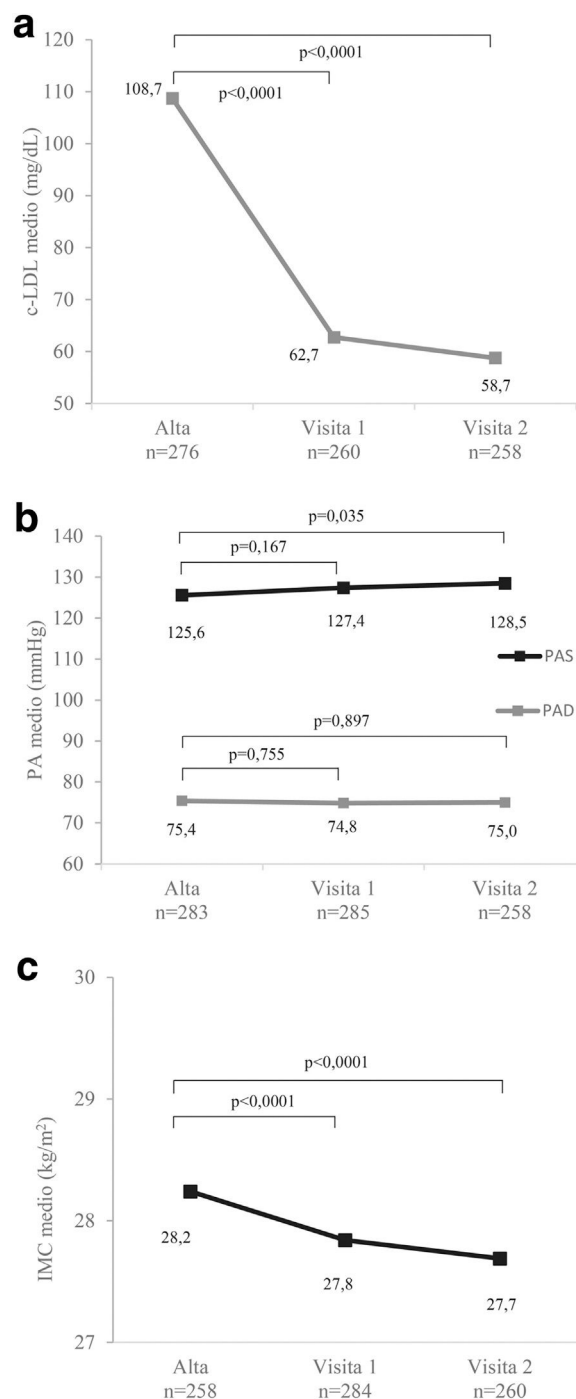 a
120
110
100
90
80
70
60
50
c-LDL medio (mg/dL)
p<0,0001
p<0,0001
108,7
62,7
58,7
Alta
n=276
Visita 1
n=260
Visita 2
n=258
b
140
130
120
110
100
90
80
70
60
PA medio (mmHg)
p=0,035
p=0,167
125,6
127,4
128,5
PAS
PAD
p=0,897
p=0,755
75,4
74,8
75,0
Alta
n=283
Visita 1
n=285
Visita 2
n=258
c
30
29
28
27
IMC medio (kg/m²)
p<0,0001
p<0,0001
28,2
27,8
27,7
Alta
n=258
Visita 1
n=284
Visita 2
n=260